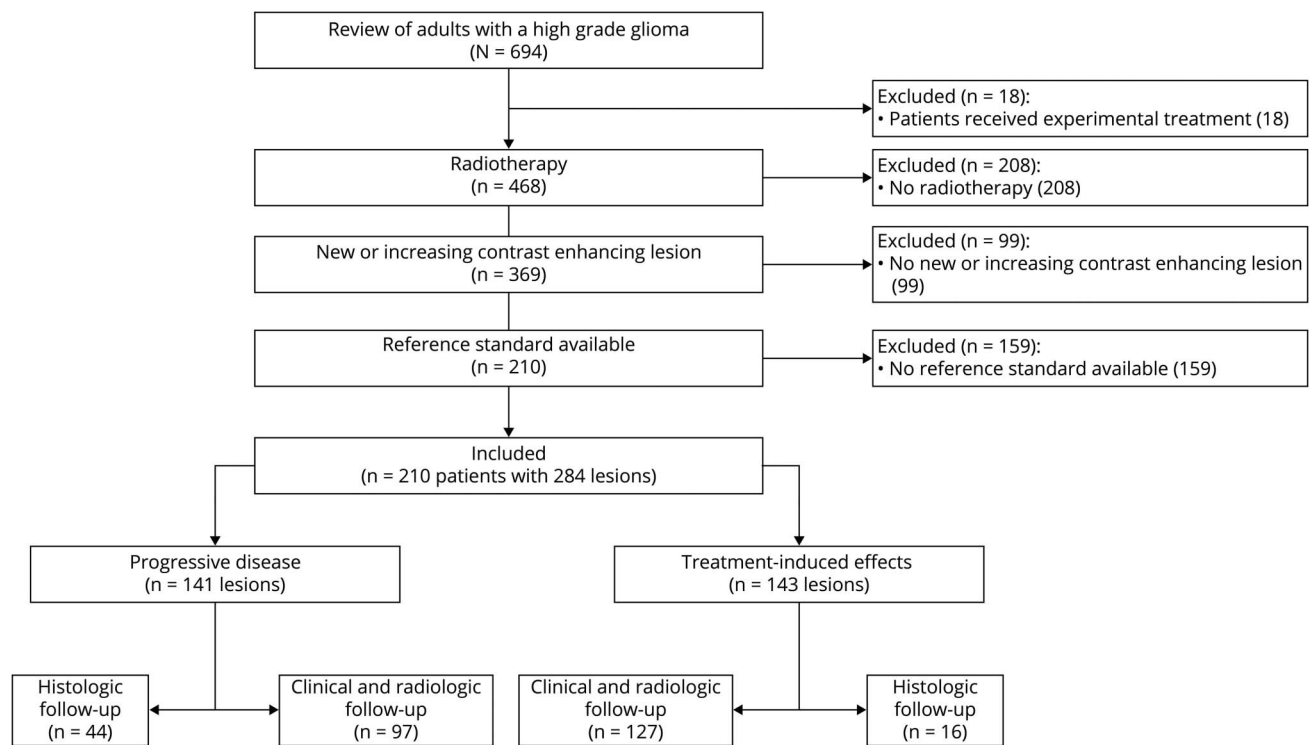 Review of adults with a high grade glioma
(N = 694)
Excluded (n = 18):
• Patients received experimental treatment (18)
Radiotherapy
(n = 468)
Excluded (n = 208):
• No radiotherapy (208)
New or increasing contrast enhancing lesion
(n = 369)
Excluded (n = 99):
• No new or increasing contrast enhancing lesion
(99)
Reference standard available
(n = 210)
Excluded (n = 159):
• No reference standard available (159)
Included
(n = 210 patients with 284 lesions)
Progressive disease
(n = 141 lesions)
Treatment-induced effects
(n = 143 lesions)
Histologic
follow-up
(n = 44)
Clinical and radiologic
follow-up
(n = 97)
Clinical and radiologic
follow-up
(n = 127)
Histologic
follow-up
(n = 16)